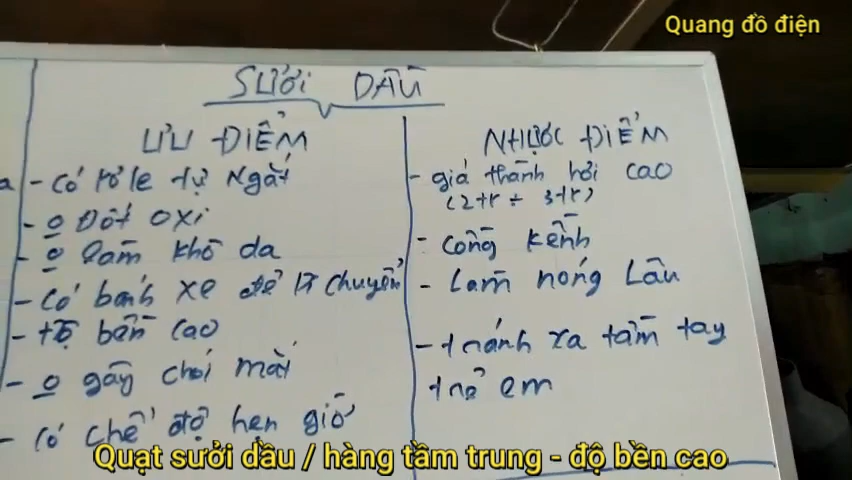 Quang đồ điện
SƯỞI DẦU
ƯU ĐIỂM
- có rơ le tự Ngắt
- o Đốt OXI
- o làm khô da
- có bánh xe để chuyển
- độ bền cao
- o gây chói mắt
- có chế độ hẹn giờ
NHƯỢC ĐIỂM
- giá thành hơi cao
(2tr ÷ 3tr)
- Cồng kềnh
- Làm nóng Lâu
- tránh xa tầm tay
trẻ em
Quạt sưởi dầu / hàng tầm trung - độ bền cao